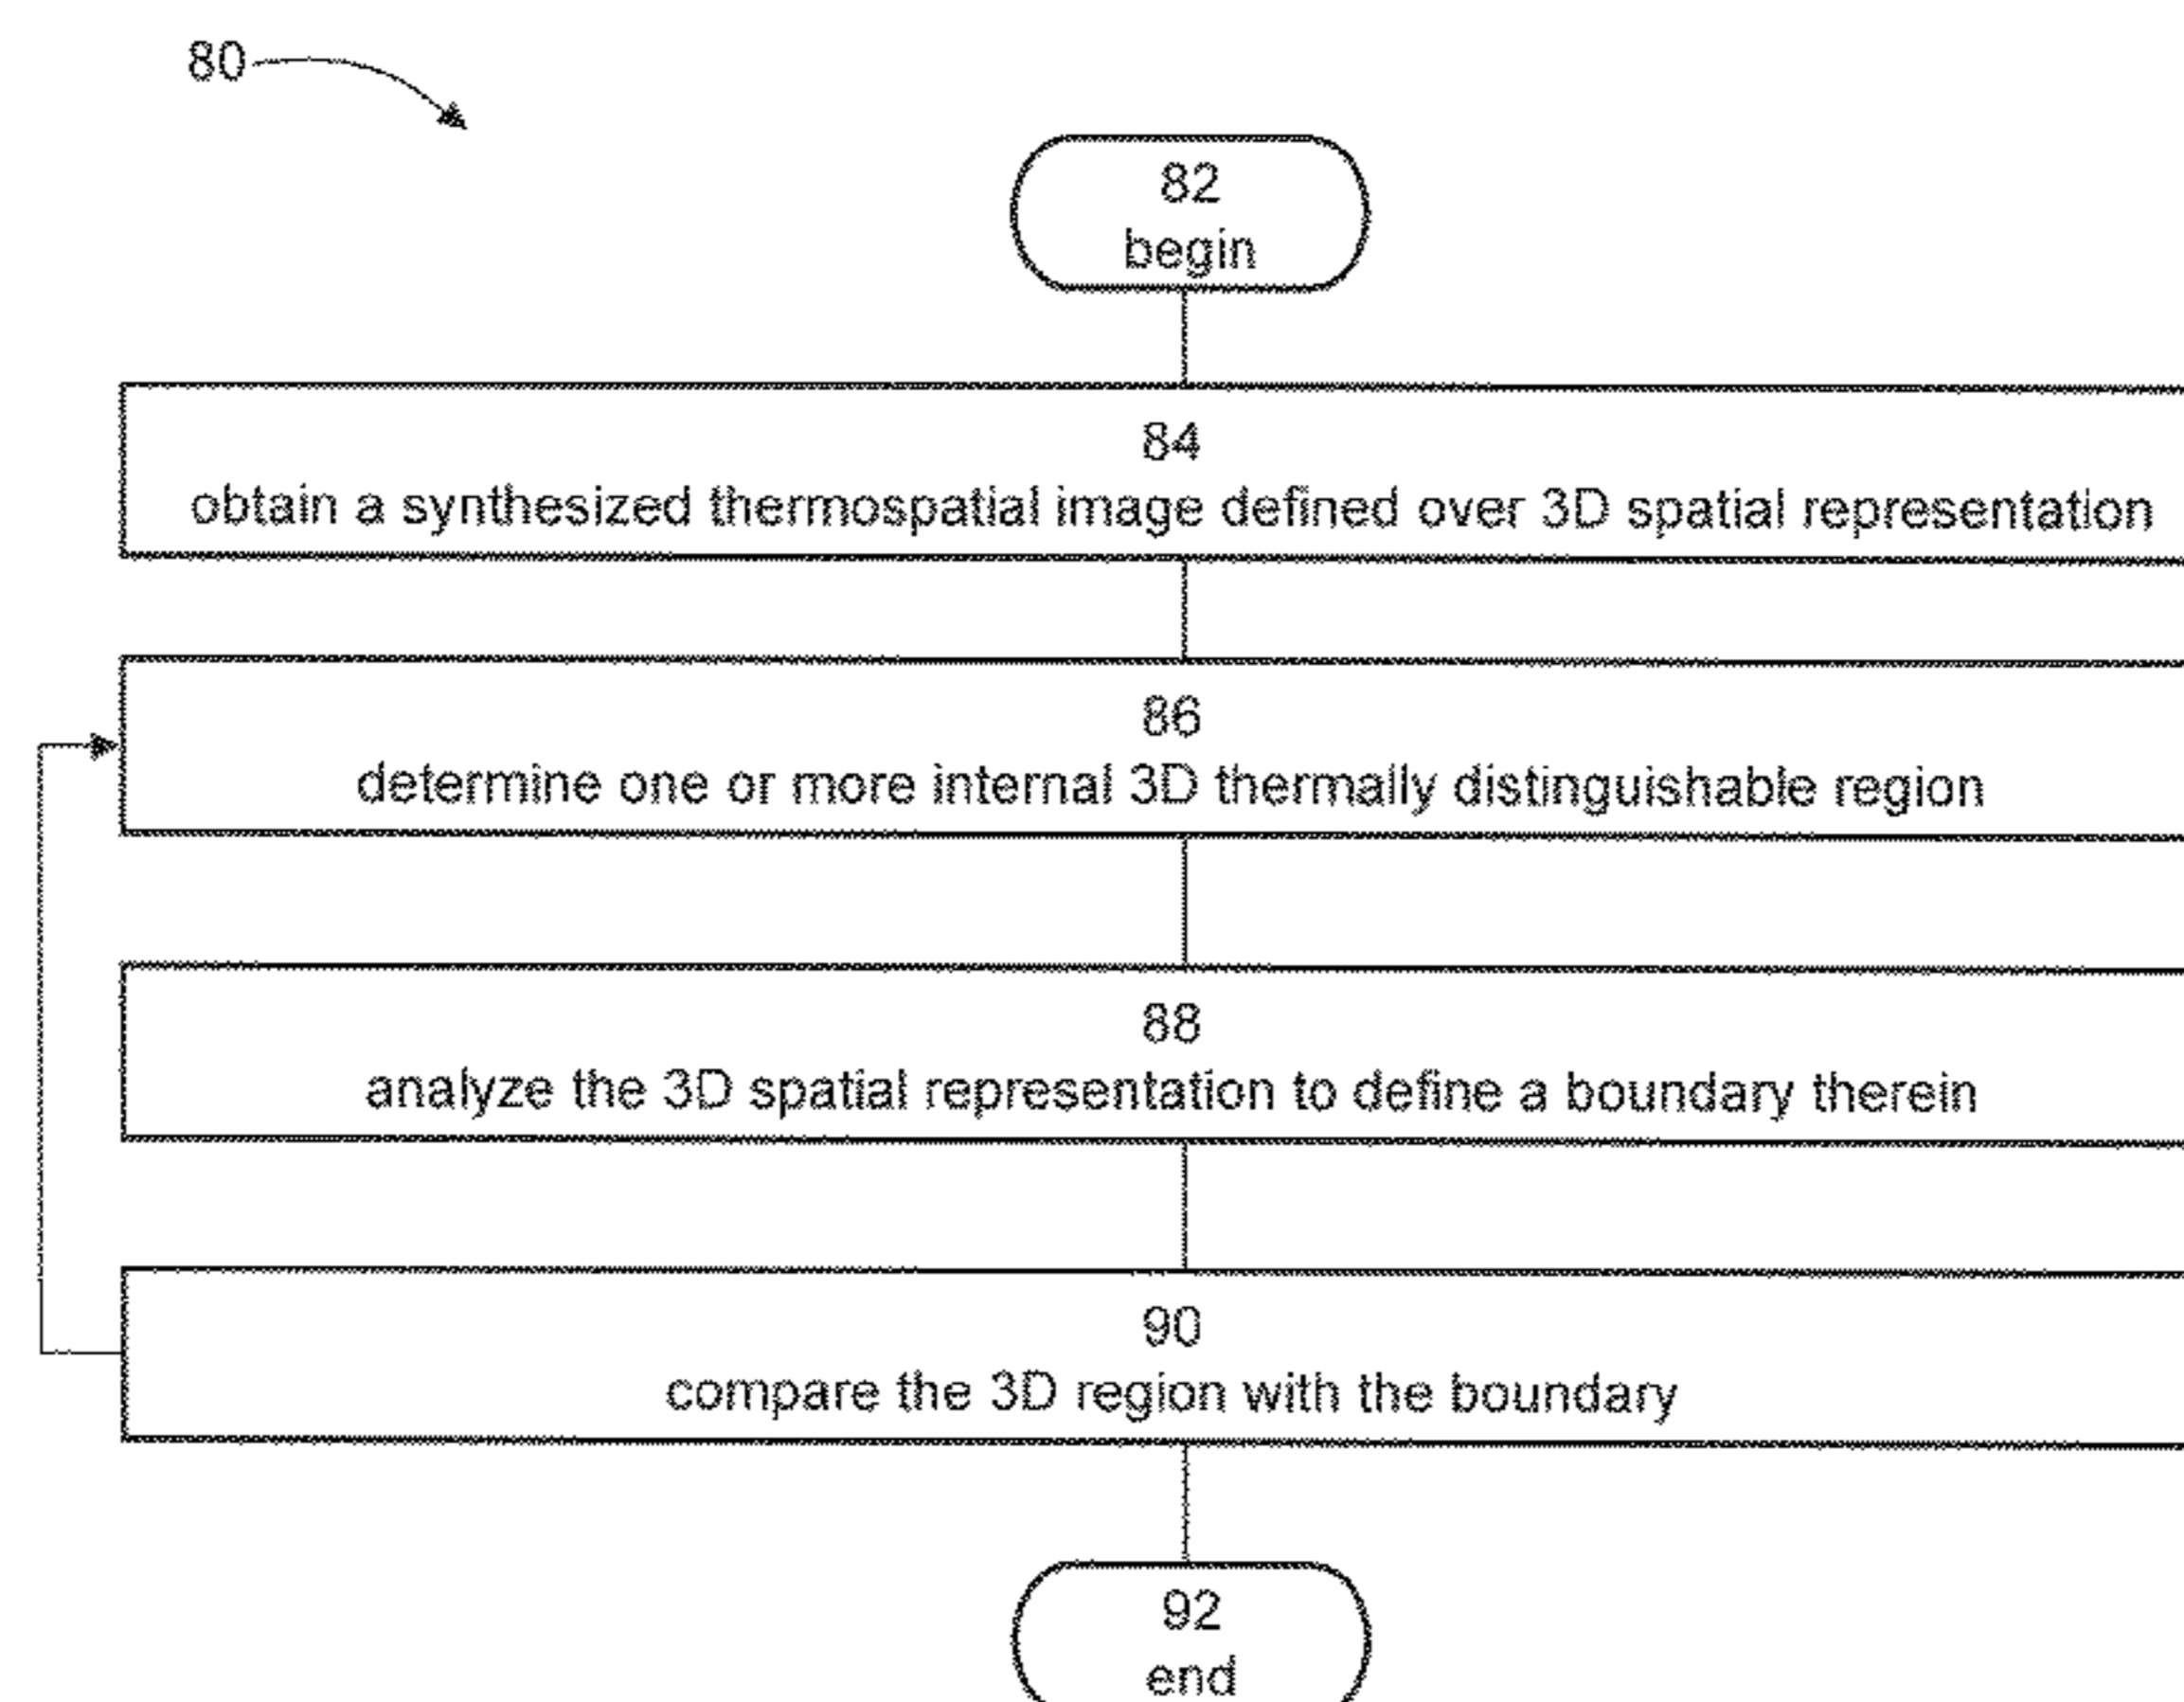 80
82
begin
84
obtain a synthesized thermospatial image defined over 3D spatial representation
86
determine one or more internal 3D thermally distinguishable region
88
analyze the 3D spatial representation to define a boundary therein
90
compare the 3D region with the boundary
92
end